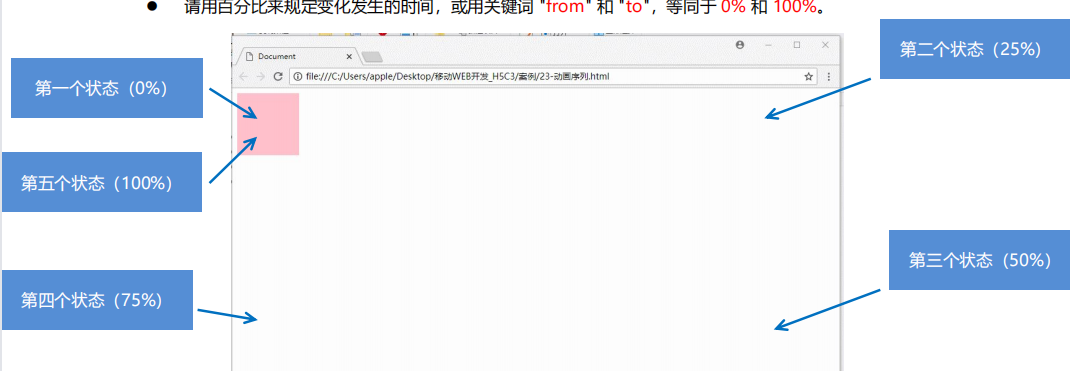 ● 请用百分比来规定变化发生的时间，或用关键词 "from" 和 "to"，等同于 0% 和 100%。
第二个状态（25%）
Document
第一个状态（0%）
file:///C:/Users/apple/Desktop/移动WEB开发_H5C3/案例/23-动画序列.html
第五个状态（100%）
第三个状态（50%）
第四个状态（75%）